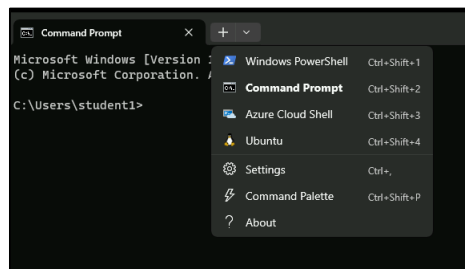 Command Prompt
Microsoft Windows [Version
(c) Microsoft Corporation.
C:\Users\student1>
Windows PowerShell Ctrl+Shift+1
Command Prompt Ctrl+Shift+2
Azure Cloud Shell Ctrl+Shift+3
Ubuntu Ctrl+Shift+4
Settings Ctrl+,
Command Palette Ctrl+Shift+P
About